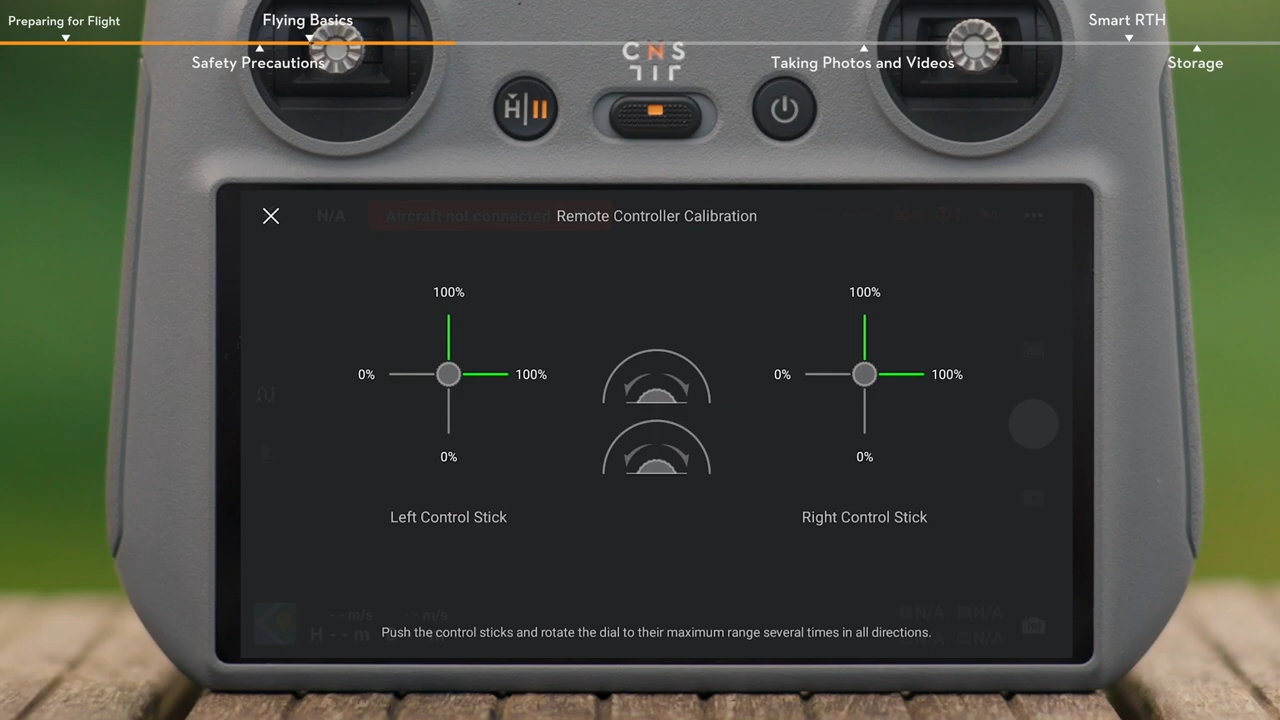 Preparing for Flight
Flying Basics
Smart RTH
Safety Precautions
Taking Photos and Videos
Storage
C N S
H
N/A
Aircraft not connected
Remote Controller Calibration
100%
100%
0%
100%
0%
100%
0%
0%
Left Control Stick
Right Control Stick
-- m/s
-- m/s
N/A
N/A
H -- m
N/A
N/A
Push the control sticks and rotate the dial to their maximum range several times in all directions.